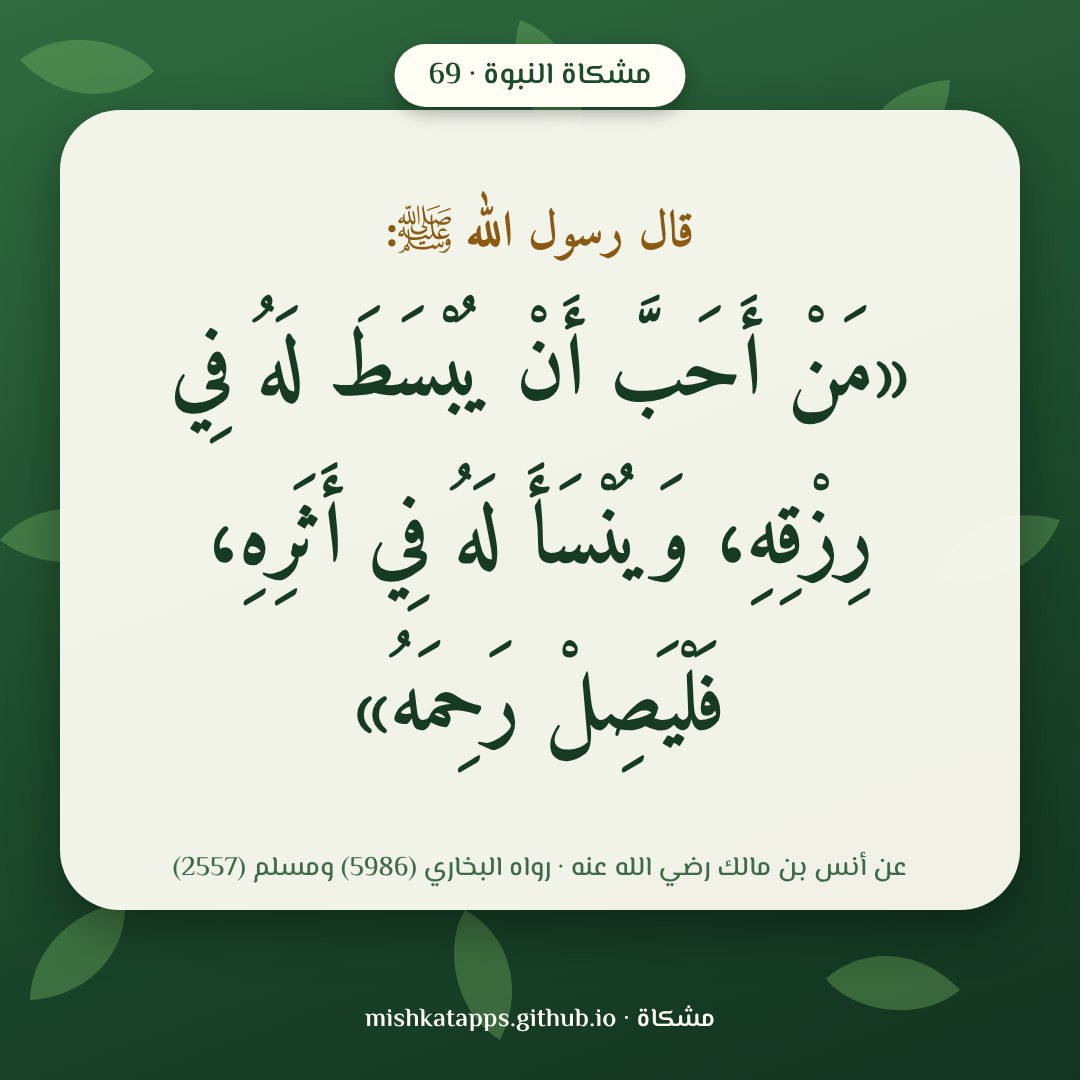 مشكاة النبوة · 69
قال رسول الله ﷺ:
«مَنْ أَحَبَّ أَنْ يُبْسَطَ لَهُ فِي
رِزْقِهِ، وَيُنْسَأَ لَهُ فِي أَثَرِهِ،
فَلْيَصِلْ رَحِمَهُ»
عن أنس بن مالك رضي الله عنه · رواه البخاري (5986) ومسلم (2557)
مشكاة · mishkatapps.github.io